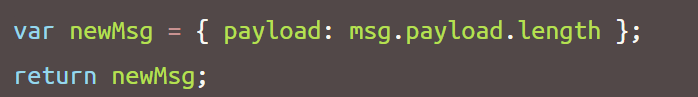 var newMsg = { payload: msg.payload.length };
return newMsg;